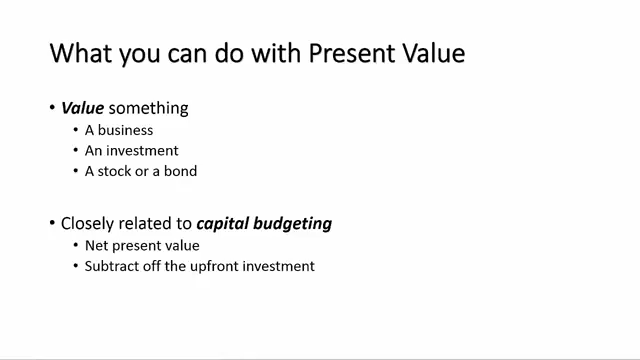 What you can do with Present Value
• Value something
• A business
• An investment
• A stock or a bond
• Closely related to capital budgeting
• Net present value
• Subtract off the upfront investment